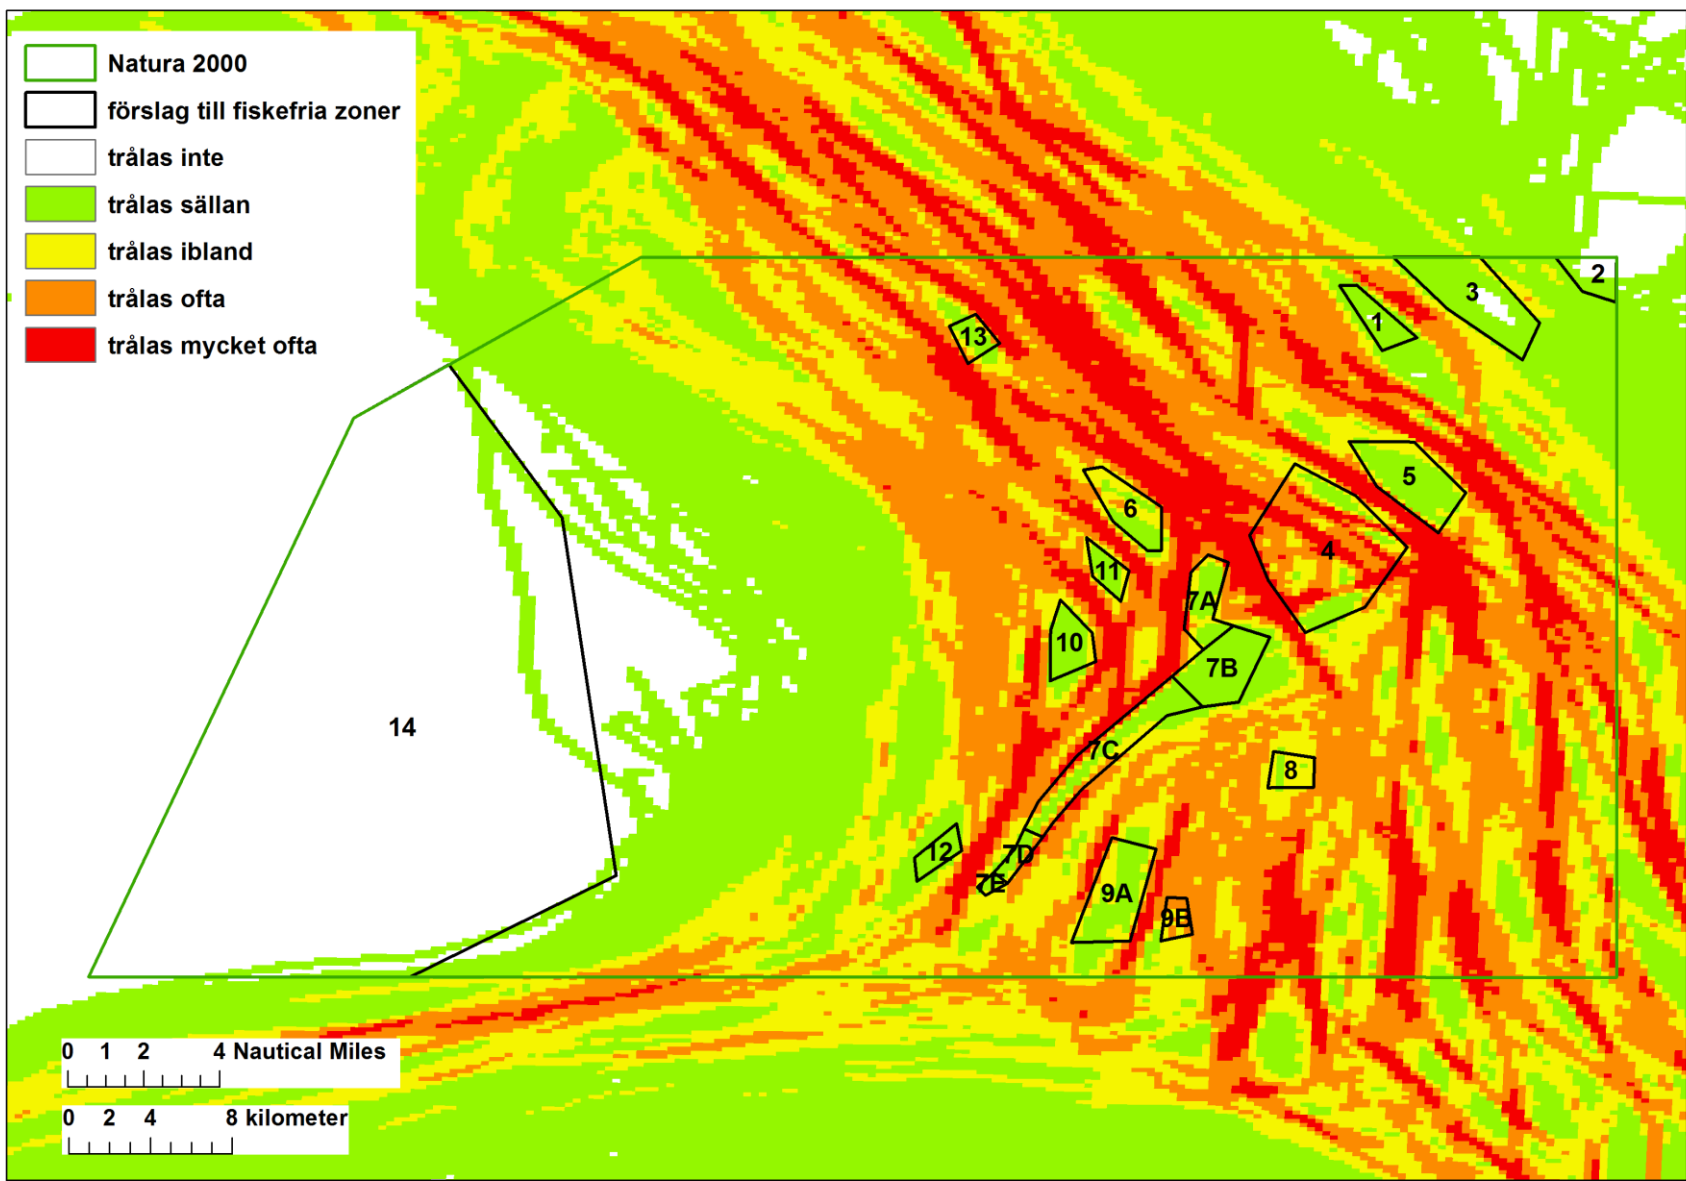 Natura 2000
förslag till fiskefria zoner
trålas inte
trålas sällan
trålas ibland
trålas ofta
trålas mycket ofta
2
3
1
13
5
6
4
11
7A
10
7B
14
7C
8
12
7D
7E
9A
9B
0 1 2 4 Nautical Miles
0 2 4 8 kilometer